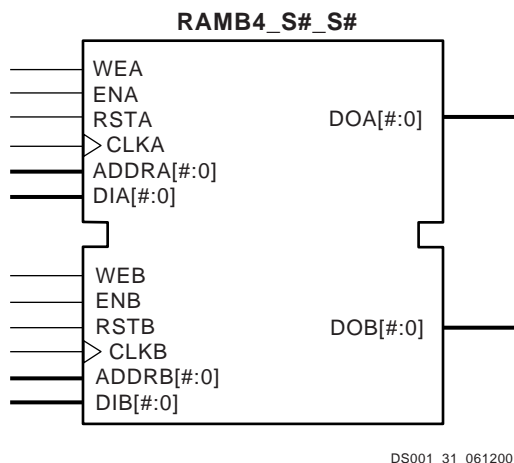 RAMB4_S#_S#
WEA
ENA
RSTA
CLKA
ADDRA[#:0]
DIA[#:0]
DOA[#:0]
WEB
ENB
RSTB
CLKB
ADDRB[#:0]
DIB[#:0]
DOB[#:0]
DS001_31_061200